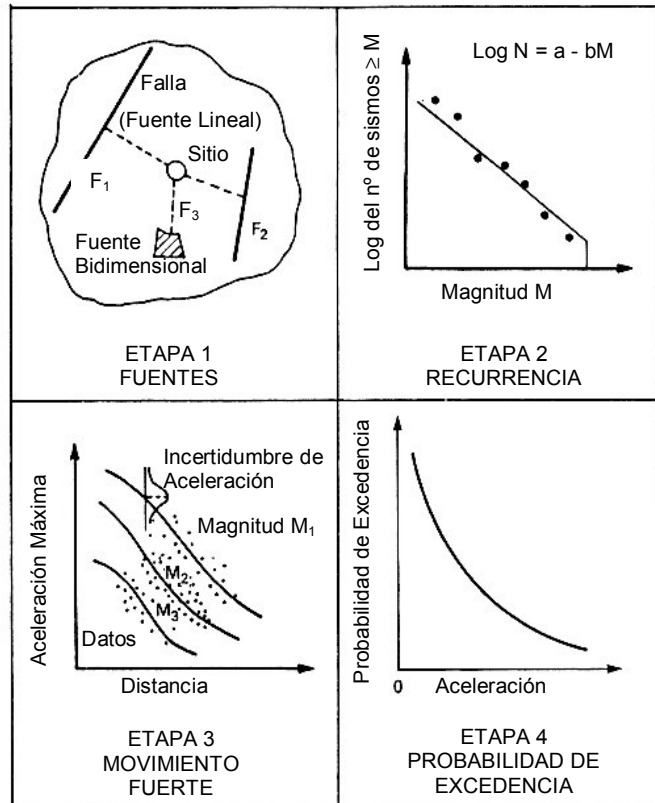 Falla
(Fuente Lineal)
Sitio
F₁
F₃
F₂
Fuente
Bidimensional
ETAPA 1
FUENTES
Log N = a - bM
Log del nº de sismos ≥ M
Magnitud M
ETAPA 2
RECURRENCIA
Incertidumbre de
Aceleración
Magnitud M₁
M₂
M₃
Datos
Aceleración Máxima
Distancia
ETAPA 3
MOVIMIENTO
FUERTE
Probabilidad de Excedencia
0
Aceleración
ETAPA 4
PROBABILIDAD DE
EXCEDENCIA